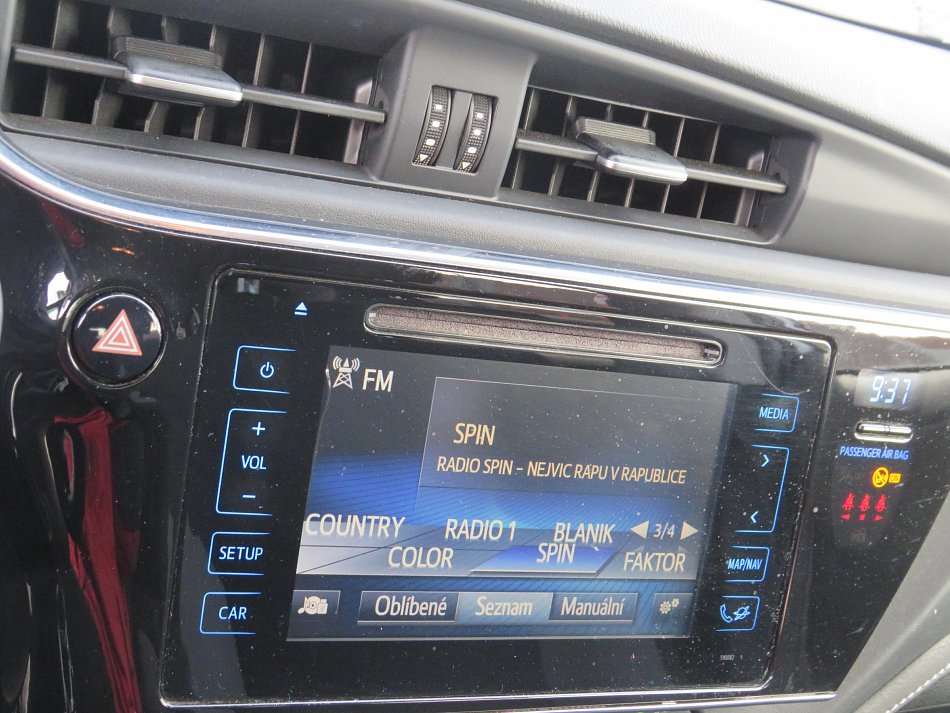 FM
SPIN
RADIO SPIN - NEJVIC RAPU V RAPUBLICE
COUNTRY RADIO 1 BLANIK 3/4
COLOR SPIN FAKTOR
Oblíbené Seznam Manuální
+
VOL
-
SETUP
CAR
MEDIA
MAP/NAV
9:37
PASSENGER AIR BAG